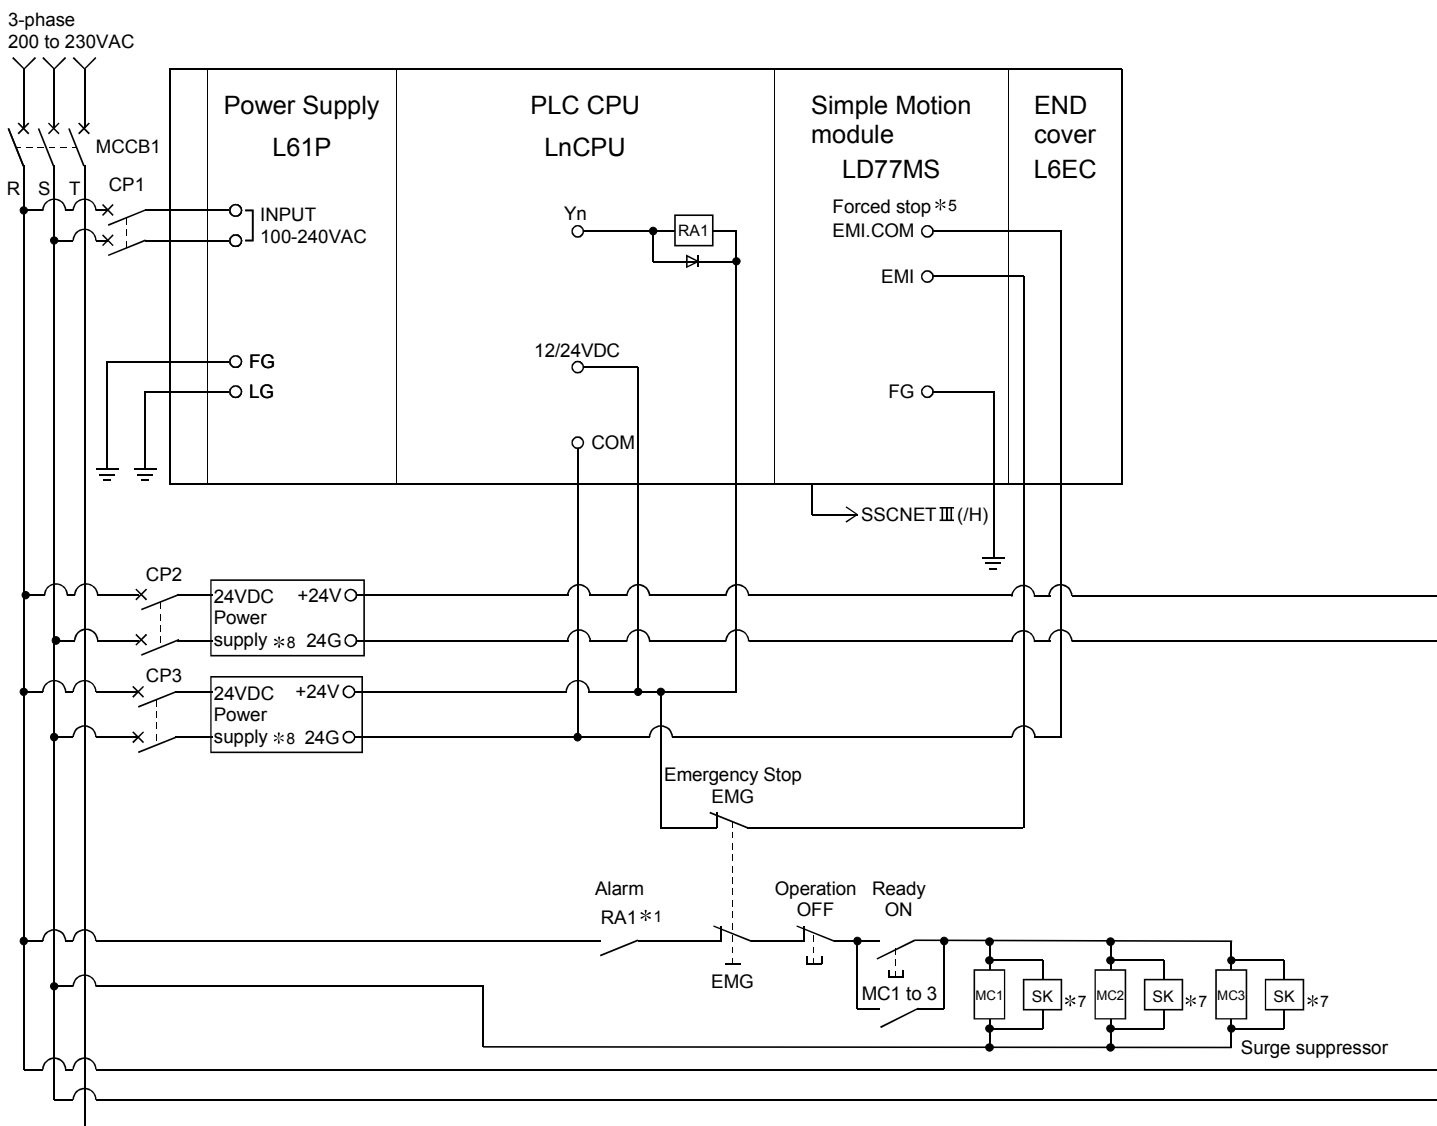 3-phase
200 to 230VAC
MCCB1
R
S
T
CP1
Power Supply
L61P
INPUT
100-240VAC
FG
LG
PLC CPU
LnCPU
Yn
RA1
12/24VDC
COM
Simple Motion
module
LD77MS
Forced stop *5
EMI.COM
EMI
FG
END
cover
L6EC
SSCNETⅢ(/H)
CP2
24VDC +24V
Power
supply *8 24G
CP3
24VDC +24V
Power
supply *8 24G
Emergency Stop
EMG
Alarm
RA1*1
EMG
Operation
OFF
Ready
ON
MC1 to 3
MC1
SK *7
MC2
SK *7
MC3
SK *7
Surge suppressor